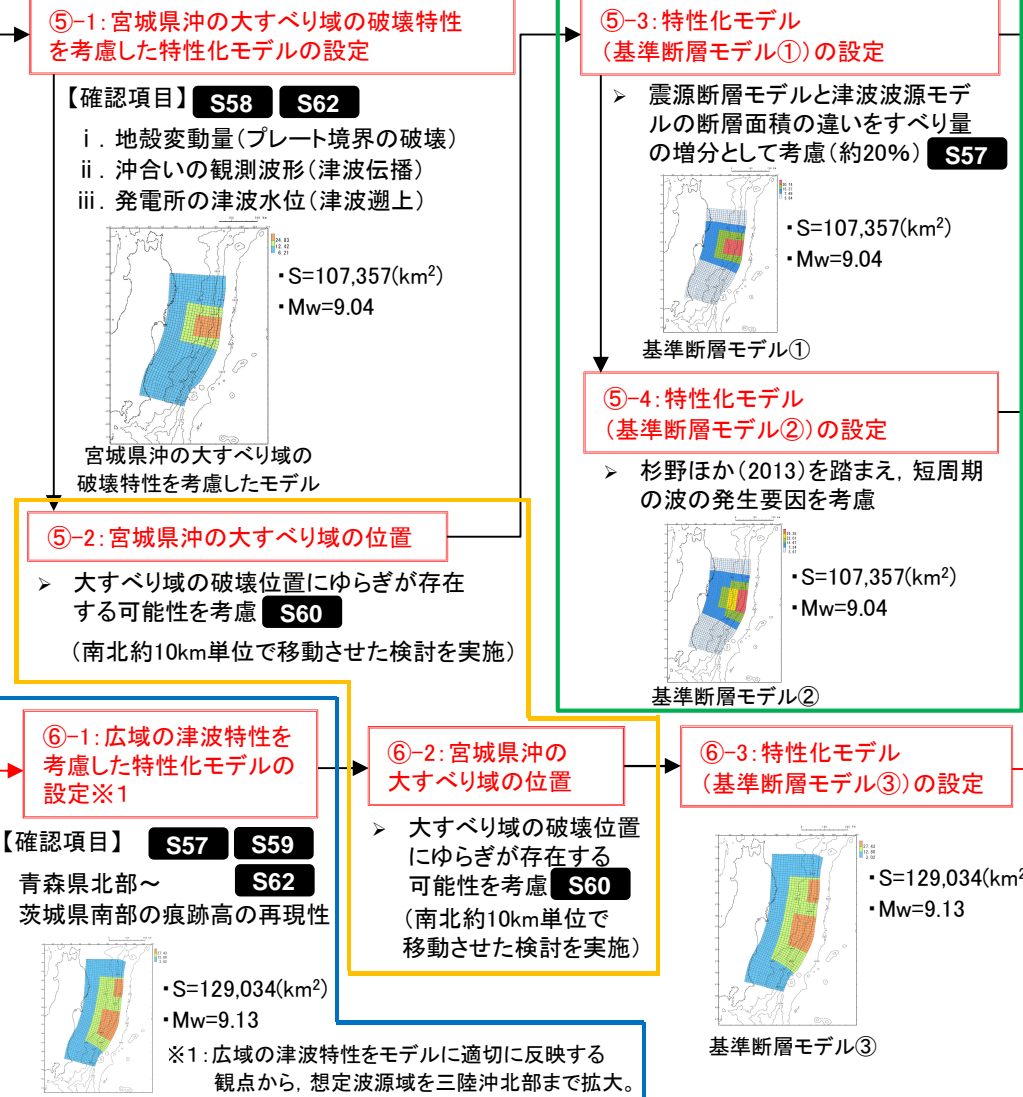 ⑤-1：宮城県沖の大すべり域の破壊特性
を考慮した特性化モデルの設定
【確認項目】 S58 S62
ⅰ．地殻変動量（プレート境界の破壊）
ⅱ．沖合いの観測波形（津波伝播）
ⅲ．発電所の津波水位（津波遡上）
・S=107,357(km²)
・Mw=9.04
宮城県沖の大すべり域の
破壊特性を考慮したモデル
⑤-2：宮城県沖の大すべり域の位置
➢ 大すべり域の破壊位置にゆらぎが存在
する可能性を考慮 S60
（南北約10km単位で移動させた検討を実施）
⑤-3：特性化モデル
（基準断層モデル①）の設定
➢ 震源断層モデルと津波波源モデ
ルの断層面積の違いをすべり量
の増分として考慮（約20%） S57
・S=107,357(km²)
・Mw=9.04
基準断層モデル①
⑤-4：特性化モデル
（基準断層モデル②）の設定
➢ 杉野ほか（2013）を踏まえ，短周期
の波の発生要因を考慮
・S=107,357(km²)
・Mw=9.04
基準断層モデル②
⑥-1：広域の津波特性を
考慮した特性化モデルの
設定※1
【確認項目】 S57 S59
青森県北部～ S62
茨城県南部の痕跡高の再現性
・S=129,034(km²)
・Mw=9.13
※1：広域の津波特性をモデルに適切に反映する
観点から，想定波源域を三陸沖北部まで拡大。
⑥-2：宮城県沖の
大すべり域の位置
➢ 大すべり域の破壊位置
にゆらぎが存在する
可能性を考慮 S60
（南北約10km単位で
移動させた検討を実施）
⑥-3：特性化モデル
（基準断層モデル③）の設定
・S=129,034(km²
・Mw=9.13
基準断層モデル③